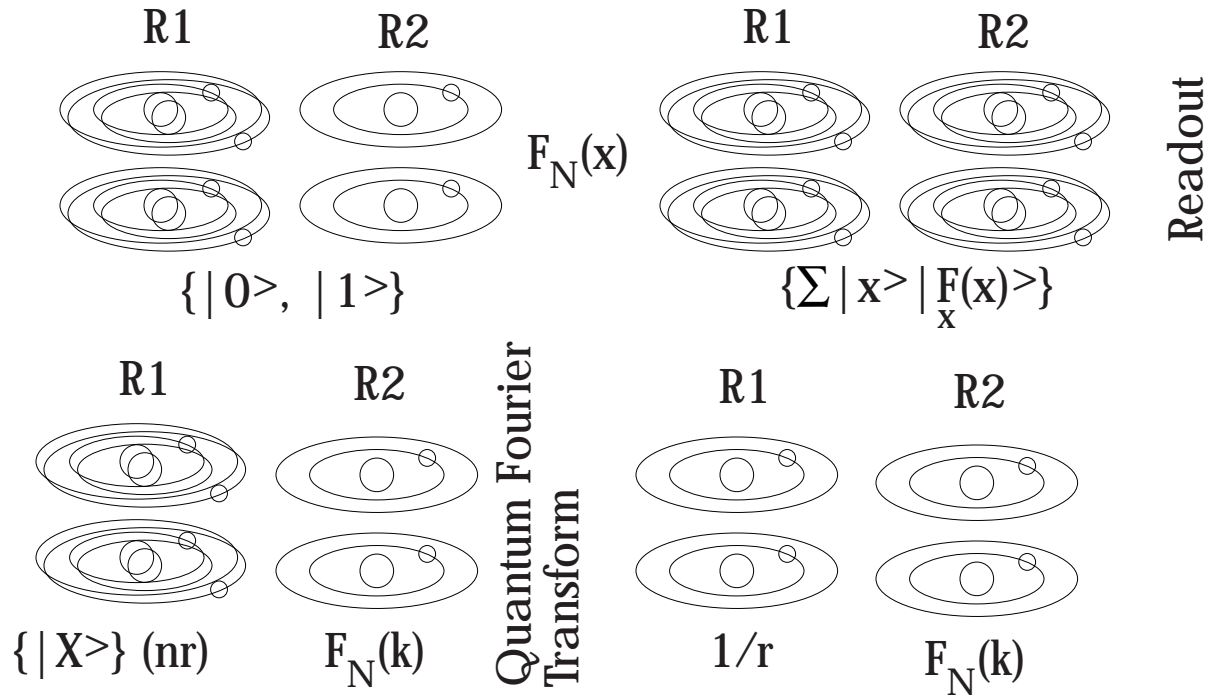 R1 R2
F_N(x)
R1 R2
Readout
{|0>, |1>}
{∑|x>|F(x)>}
x
R1 R2
Quantum Fourier
Transform
R1 R2
{|X>} (nr) F_N(k)
1/r F_N(k)